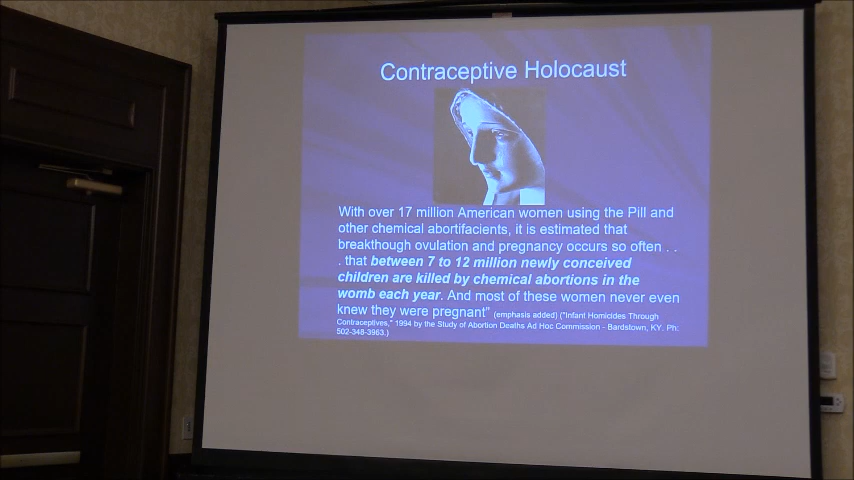 Contraceptive Holocaust
With over 17 million American women using the Pill and
other chemical abortifacients, it is estimated that
breakthough ovulation and pregnancy occurs so often . .
. that between 7 to 12 million newly conceived
children are killed by chemical abortions in the
womb each year. And most of these women never even
knew they were pregnant" (emphasis added) ("Infant Homicides Through
Contraceptives," 1994 by the Study of Abortion Deaths Ad Hoc Commission - Bardstown, KY. Ph:
502-348-3963.)